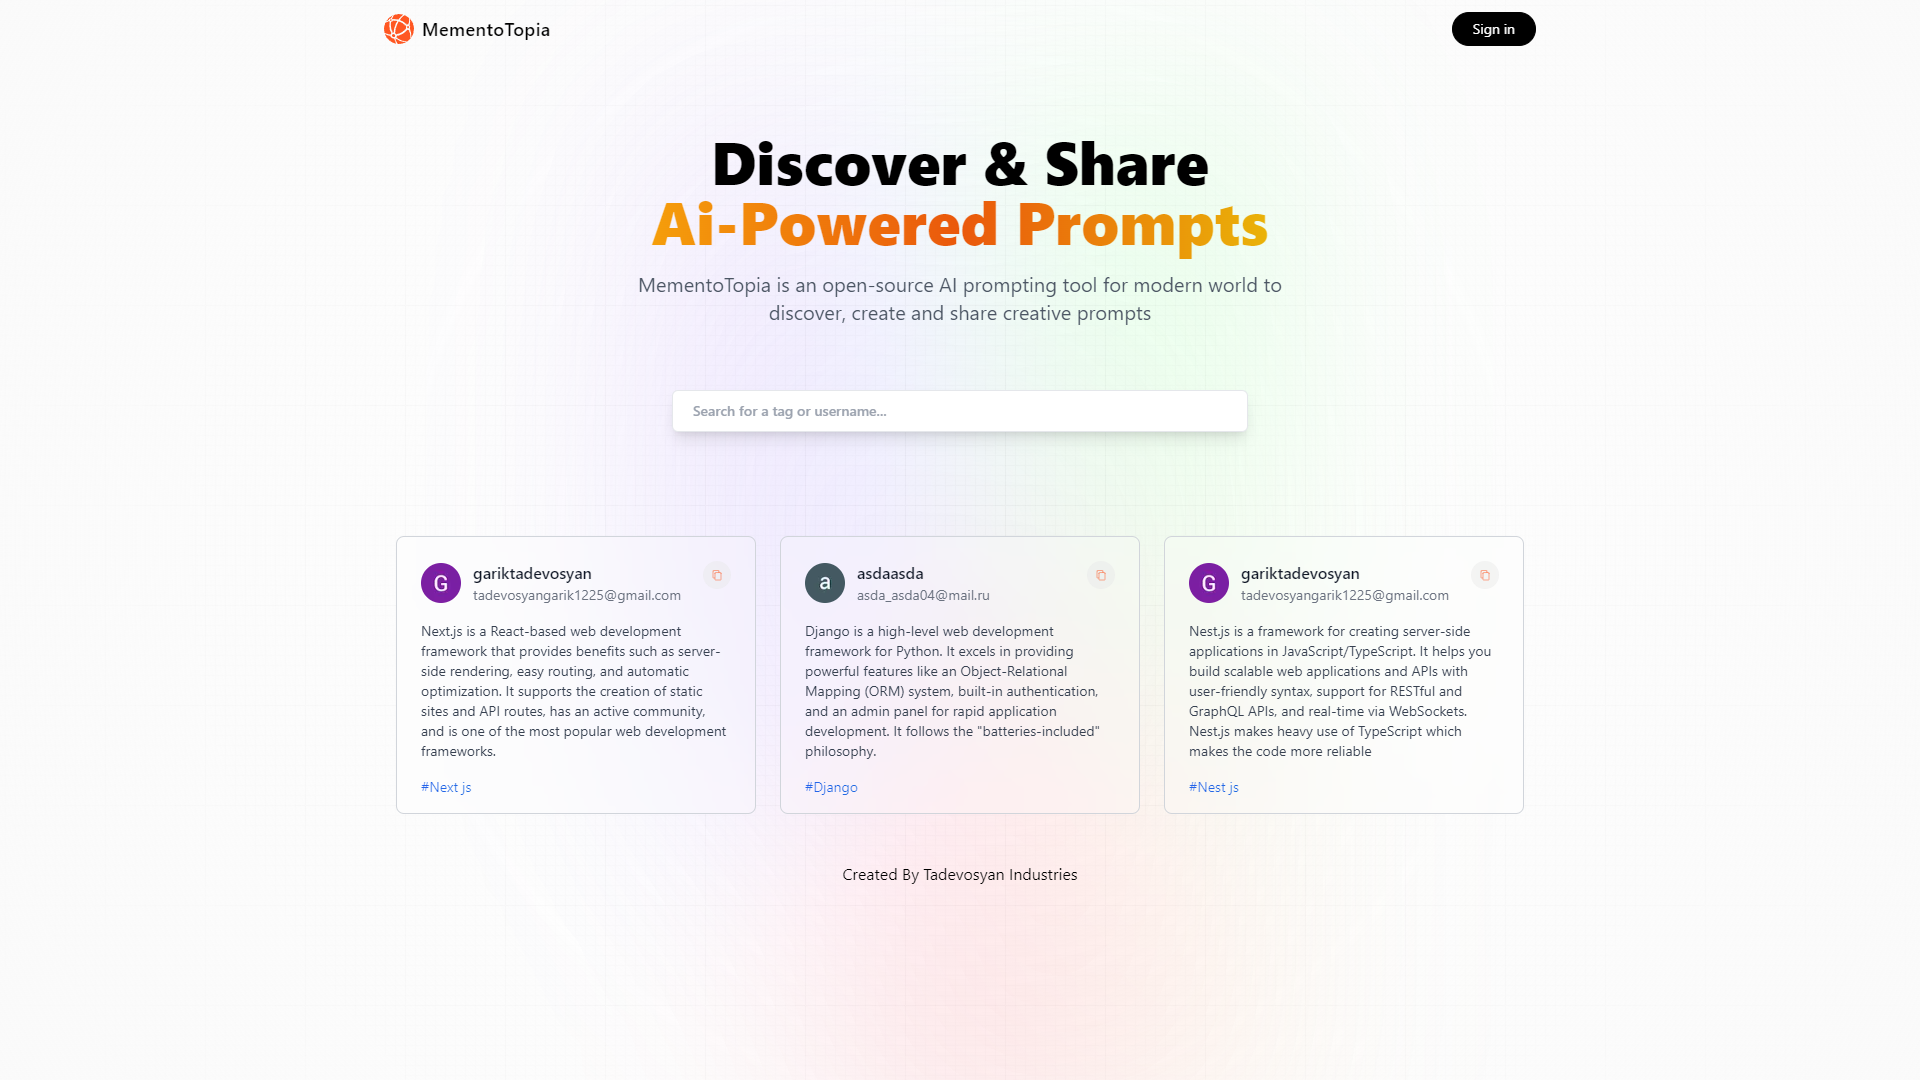 MementoTopia
Sign in
Discover & Share
Ai-Powered Prompts
MementoTopia is an open-source AI prompting tool for modern world to
discover, create and share creative prompts
Search for a tag or username...
G
gariktadevosyan
tadevosyangarik1225@gmail.com
Next.js is a React-based web development
framework that provides benefits such as server-
side rendering, easy routing, and automatic
optimization. It supports the creation of static
sites and API routes, has an active community,
and is one of the most popular web development
frameworks.
#Next js
a
asdaasda
asda_asda04@mail.ru
Django is a high-level web development
framework for Python. It excels in providing
powerful features like an Object-Relational
Mapping (ORM) system, built-in authentication,
and an admin panel for rapid application
development. It follows the "batteries-included"
philosophy.
#Django
G
gariktadevosyan
tadevosyangarik1225@gmail.com
Nest.js is a framework for creating server-side
applications in JavaScript/TypeScript. It helps you
build scalable web applications and APIs with
user-friendly syntax, support for RESTful and
GraphQL APIs, and real-time via WebSockets.
Nest.js makes heavy use of TypeScript which
makes the code more reliable
#Nest js
Created By Tadevosyan Industries